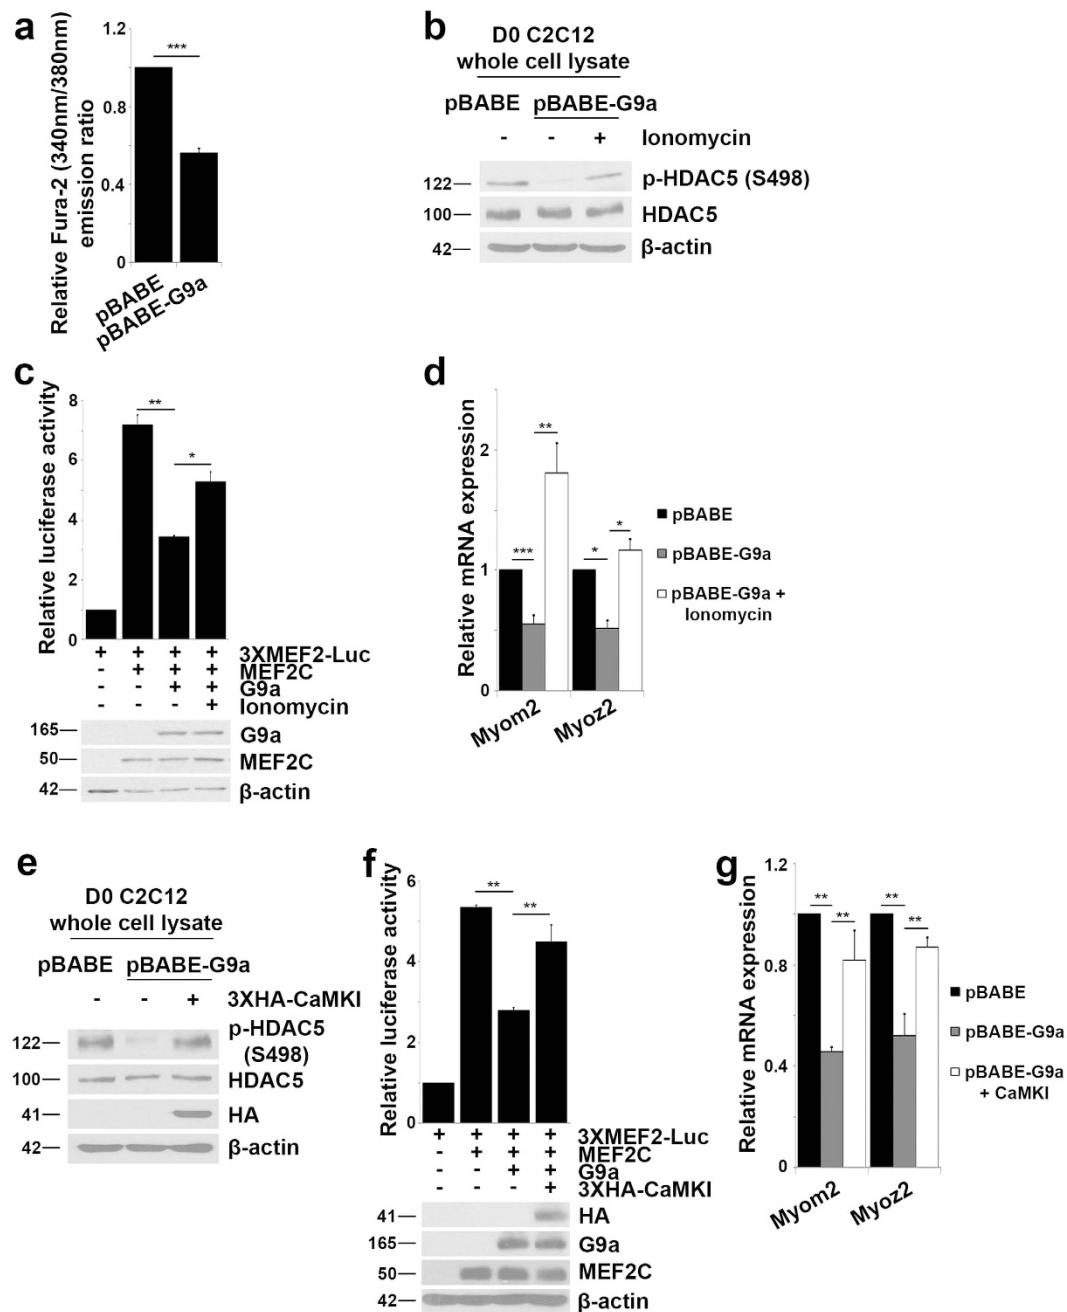 a
Relative Fura-2 (340nm/380nm)
emission ratio
1.2
0.8
0.4
0
***
pBABE
pBABE-G9a
b
D0 C2C12
whole cell lysate
pBABE pBABE-G9a
- - + Ionomycin
122 p-HDAC5 (S498)
100 HDAC5
42 β-actin
c
Relative luciferase activity
8
6
4
2
0
**
*
+ + + + 3XMEF2-Luc
- + + + MEF2C
- - + + G9a
- - - + Ionomycin
165 G9a
50 MEF2C
42 β-actin
d
Relative mRNA expression
2
1
0
***
**
*
*
Myom2
Myoz2
pBABE
pBABE-G9a
pBABE-G9a +
Ionomycin
e
D0 C2C12
whole cell lysate
pBABE pBABE-G9a
- - + 3XHA-CaMKI
122 p-HDAC5
(S498)
100 HDAC5
41 HA
42 β-actin
f
Relative luciferase activity
6
4
2
0
**
**
+ + + + 3XMEF2-Luc
- + + + MEF2C
- - + + G9a
- - - + 3XHA-CaMKI
41 HA
165 G9a
50 MEF2C
42 β-actin
g
Relative mRNA expression
1.2
0.8
0.4
0
**
**
**
**
Myom2
Myoz2
pBABE
pBABE-G9a
pBABE-G9a
+ CaMKI